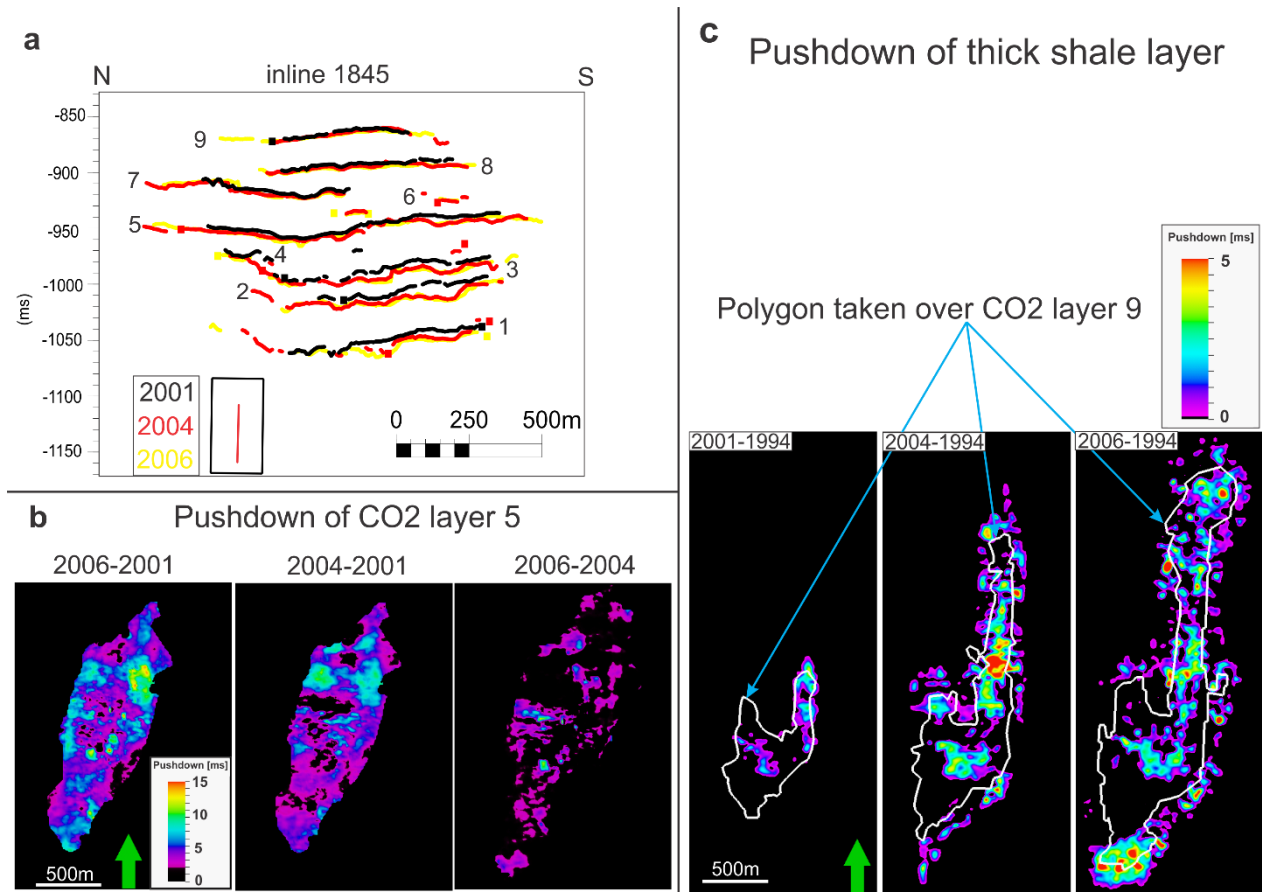 a
N
inline 1845
S
-850
-900
-950
-1000
-1050
-1100
-1150
(ms)
9
8
7
6
5
4
3
2
1
2001
2004
2006
0 250 500m
b
Pushdown of CO2 layer 5
2006-2001
2004-2001
2006-2004
Pushdown [ms]
15
10
5
0
500m
c
Pushdown of thick shale layer
Pushdown [ms]
5
0
Polygon taken over CO2 layer 9
2001-1994
2004-1994
2006-1994
500m